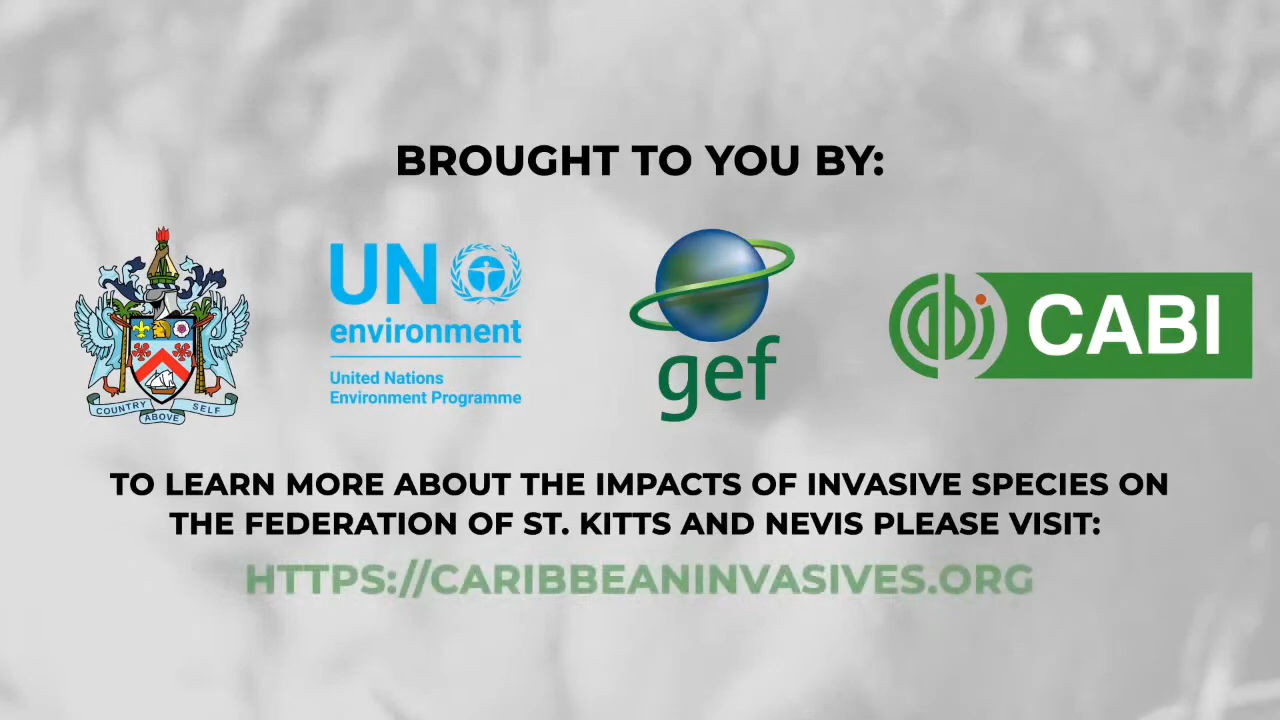 BROUGHT TO YOU BY:
COUNTRY ABOVE SELF
UN
environment
United Nations
Environment Programme
gef
cabi CABI
TO LEARN MORE ABOUT THE IMPACTS OF INVASIVE SPECIES ON
THE FEDERATION OF ST. KITTS AND NEVIS PLEASE VISIT:
HTTPS://CARIBBEANINVASIVES.ORG